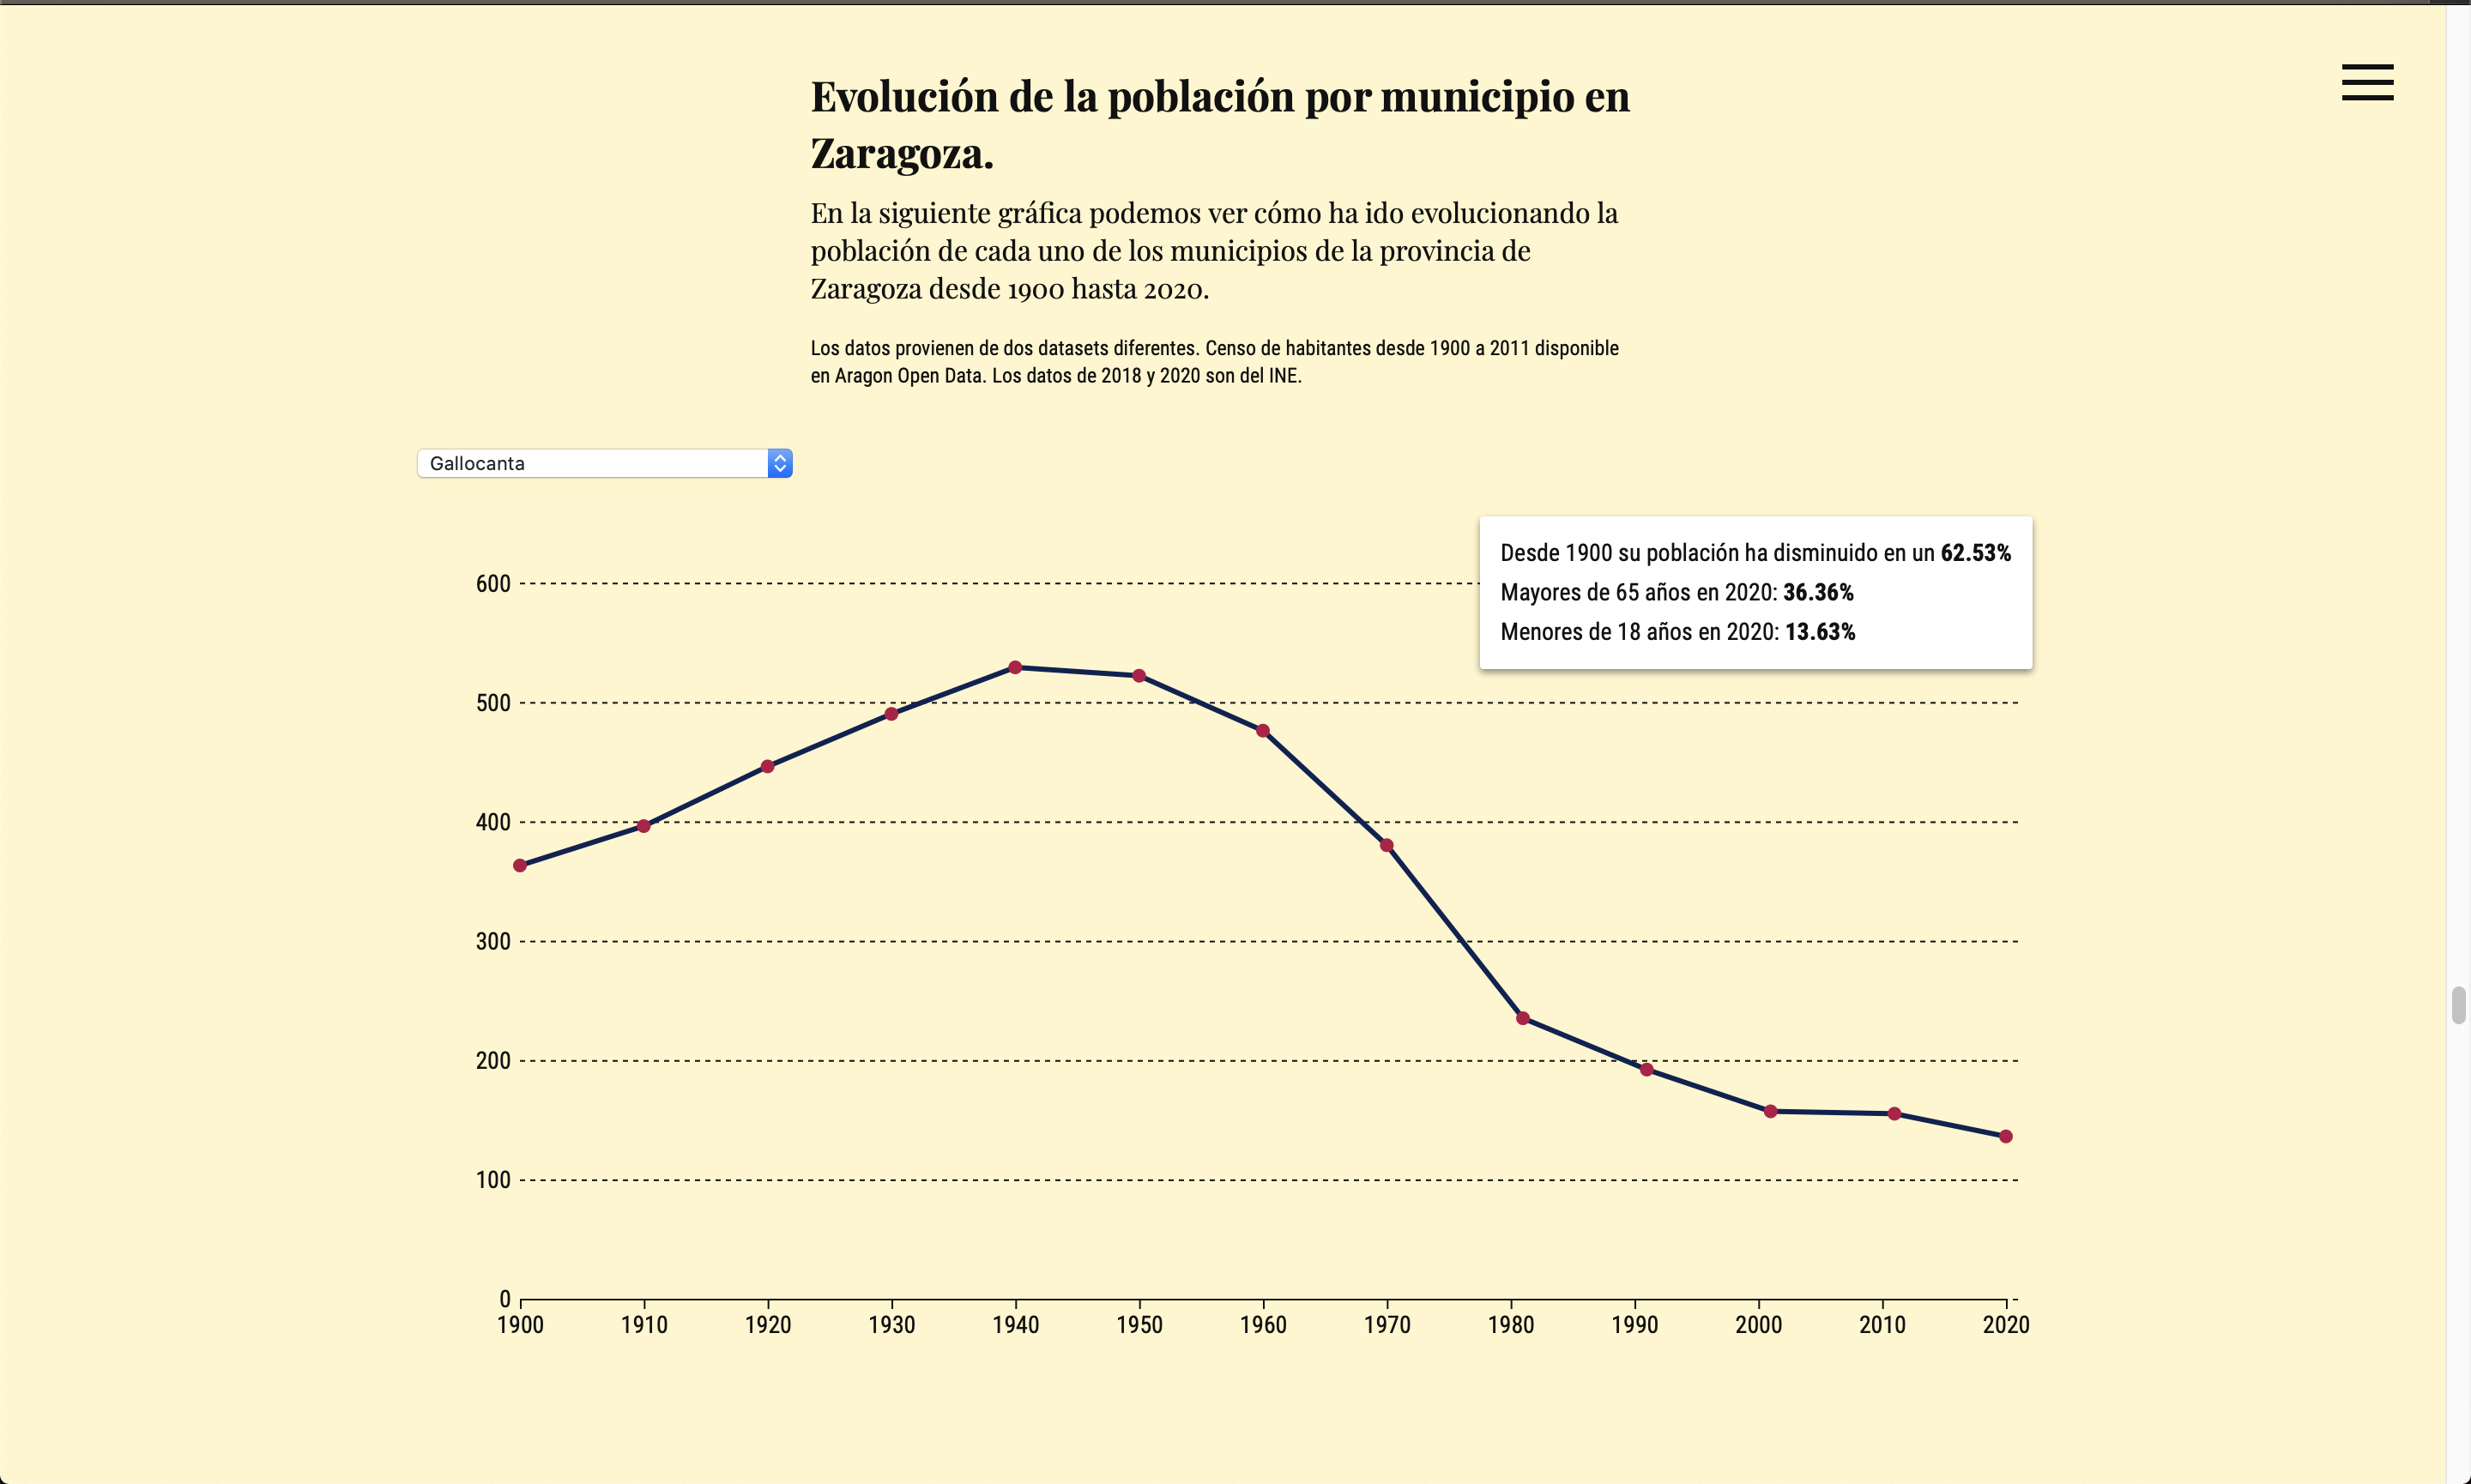 Evolución de la población por municipio en
Zaragoza.
En la siguiente gráfica podemos ver cómo ha ido evolucionando la
población de cada uno de los municipios de la provincia de
Zaragoza desde 1900 hasta 2020.
Los datos provienen de dos datasets diferentes. Censo de habitantes desde 1900 a 2011 disponible
en Aragon Open Data. Los datos de 2018 y 2020 son del INE.
Gallocanta
Desde 1900 su población ha disminuido en un 62.53%
Mayores de 65 años en 2020: 36.36%
Menores de 18 años en 2020: 13.63%
600
500
400
300
200
100
0
1900 1910 1920 1930 1940 1950 1960 1970 1980 1990 2000 2010 2020